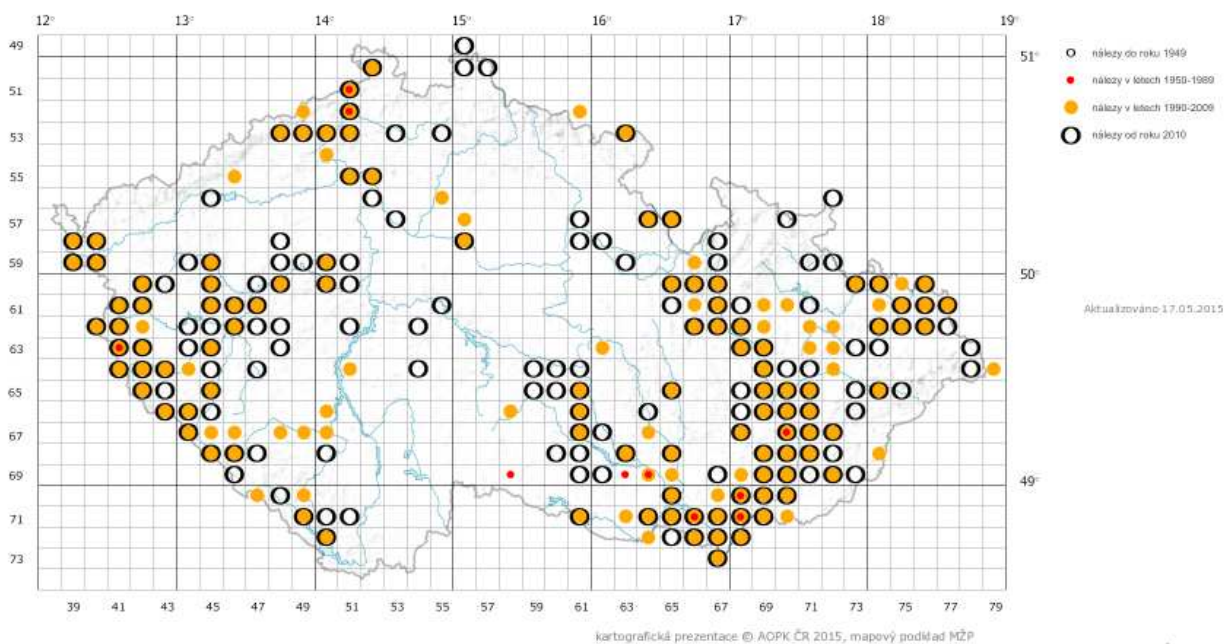 12° 13° 14° 15° 16° 17° 18° 19°
49
51°
51
53
55
57
59
50°
61
63
65
67
69
49°
71
73
39 41 43 45 47 49 51 53 55 57 59 61 63 65 67 69 71 73 75 77 79
nálezy do roku 1949
nálezy v letech 1950-1989
nálezy v letech 1990-2009
nálezy od roku 2010
Aktualizováno 17.05.2015
kartografická prezentace © AOPK ČR 2015, mapový podklad MŽP